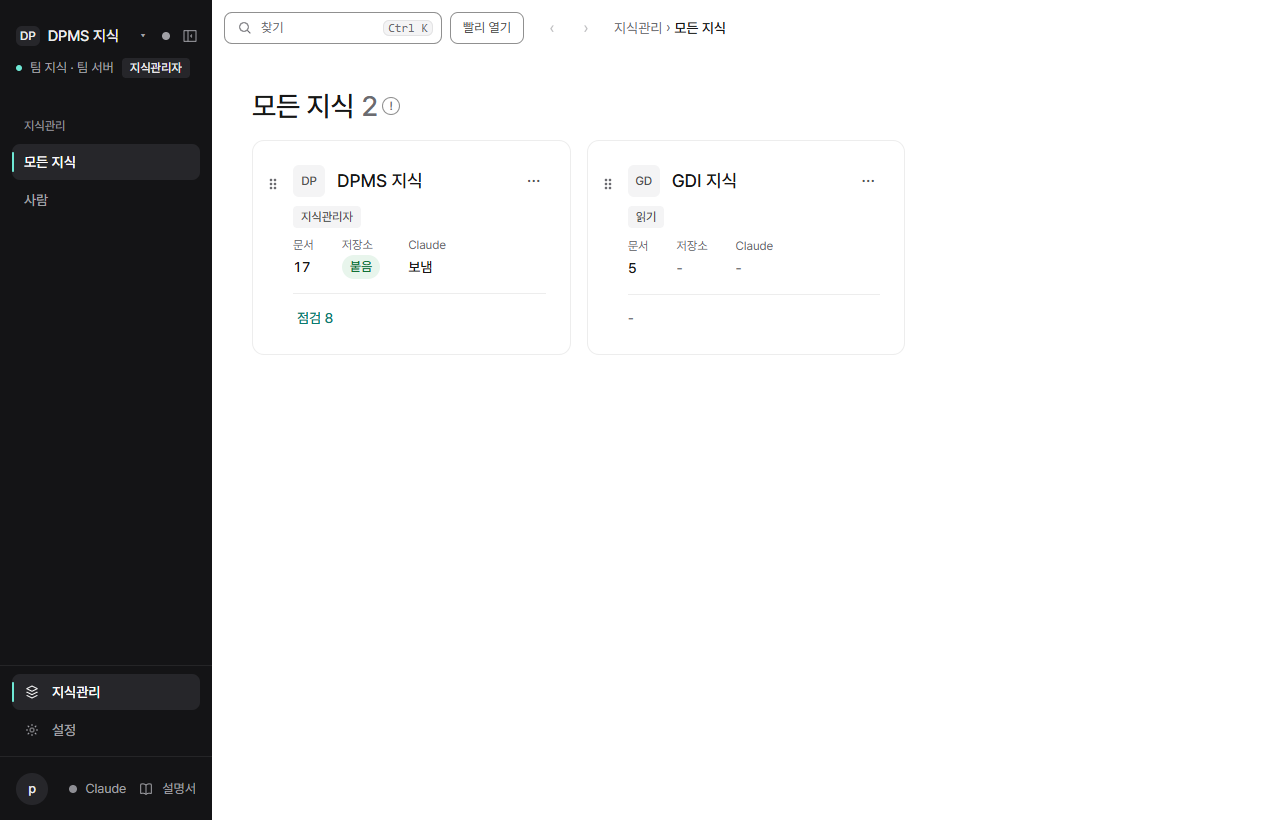 DP DPMS 지식
팀 지식 · 팀 서버 지식관리자
지식관리
모든 지식
사람
지식관리
설정
p Claude 설명서
찾기 Ctrl K 빨리 열기 ‹ › 지식관리 › 모든 지식
모든 지식 2 !
DP DPMS 지식 ···
지식관리자
문서 저장소 Claude
17 붙음 보냄
점검 8
GD GDI 지식 ···
읽기
문서 저장소 Claude
5 - -
-